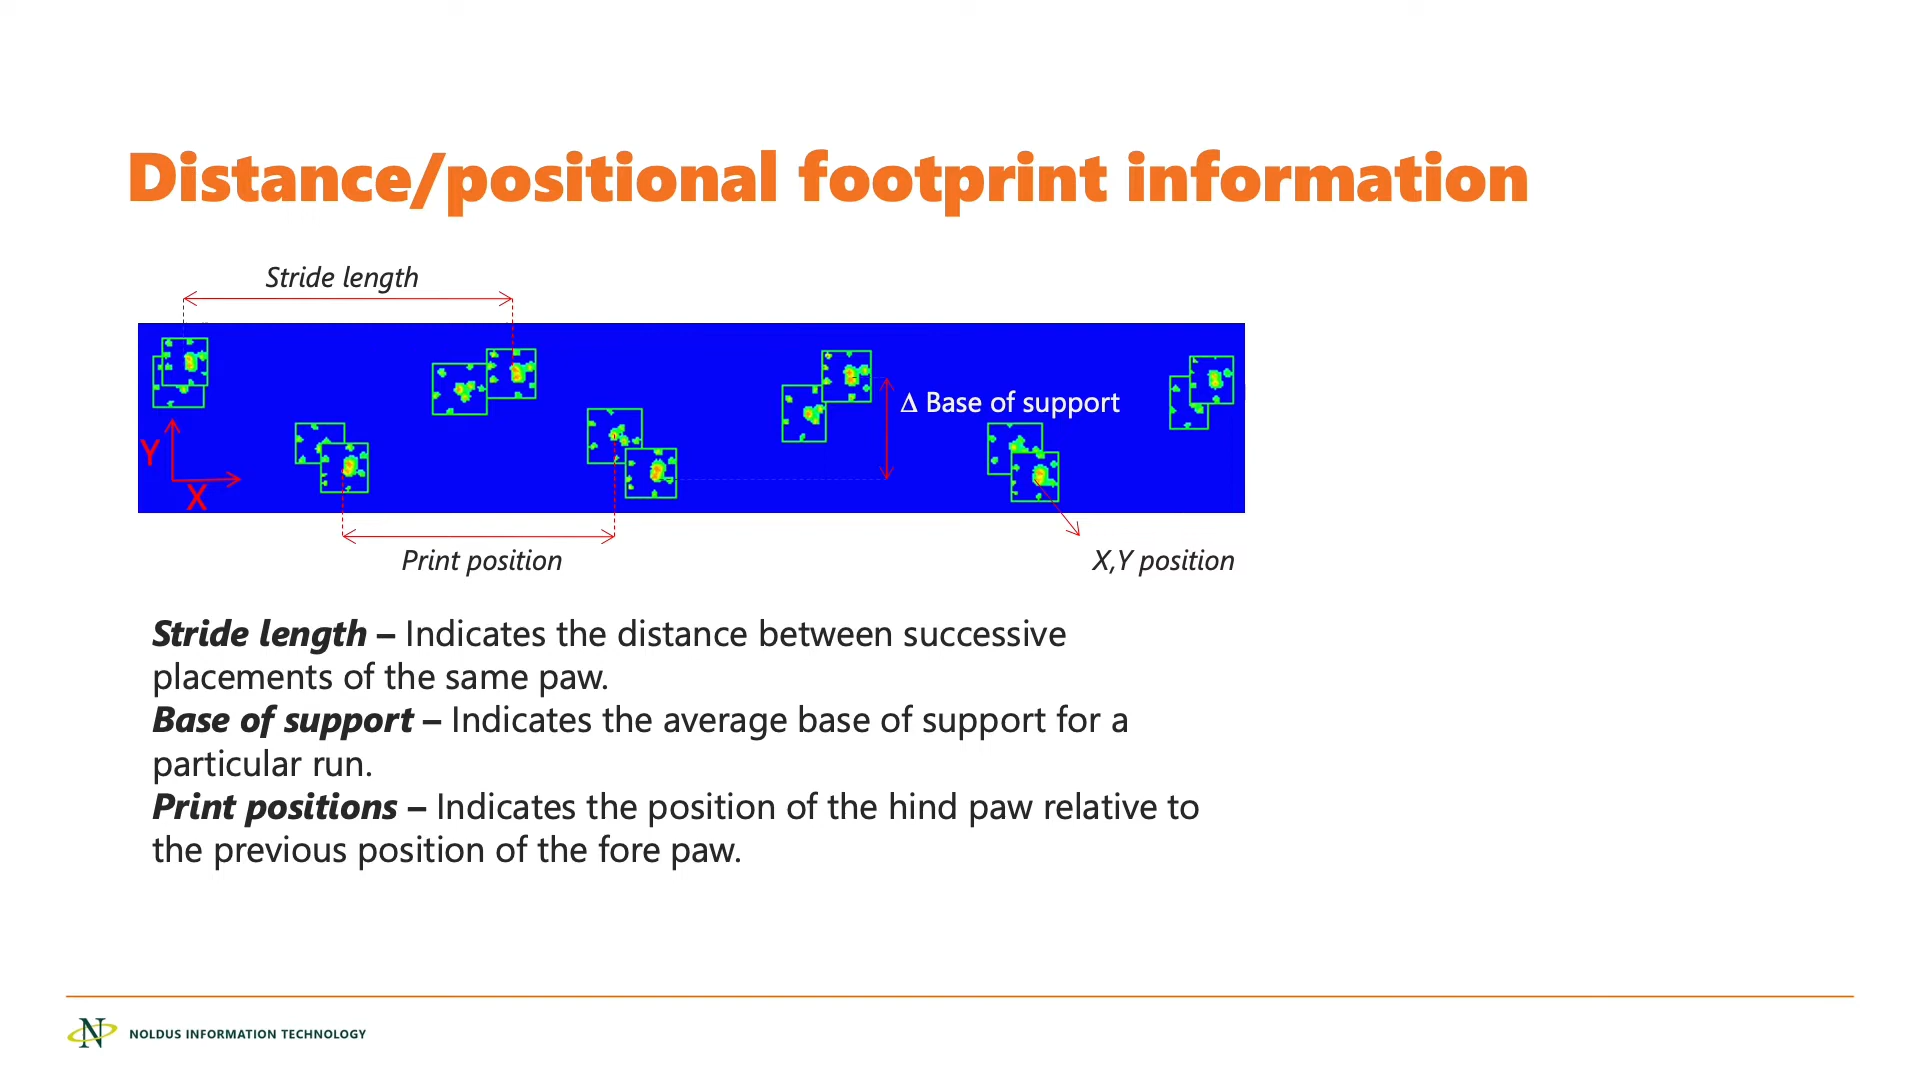 Distance/positional footprint information
Stride length
Δ Base of support
Y
X
Print position
X,Y position
Stride length – Indicates the distance between successive
placements of the same paw.
Base of support – Indicates the average base of support for a
particular run.
Print positions – Indicates the position of the hind paw relative to
the previous position of the fore paw.
N NOLDUS INFORMATION TECHNOLOGY